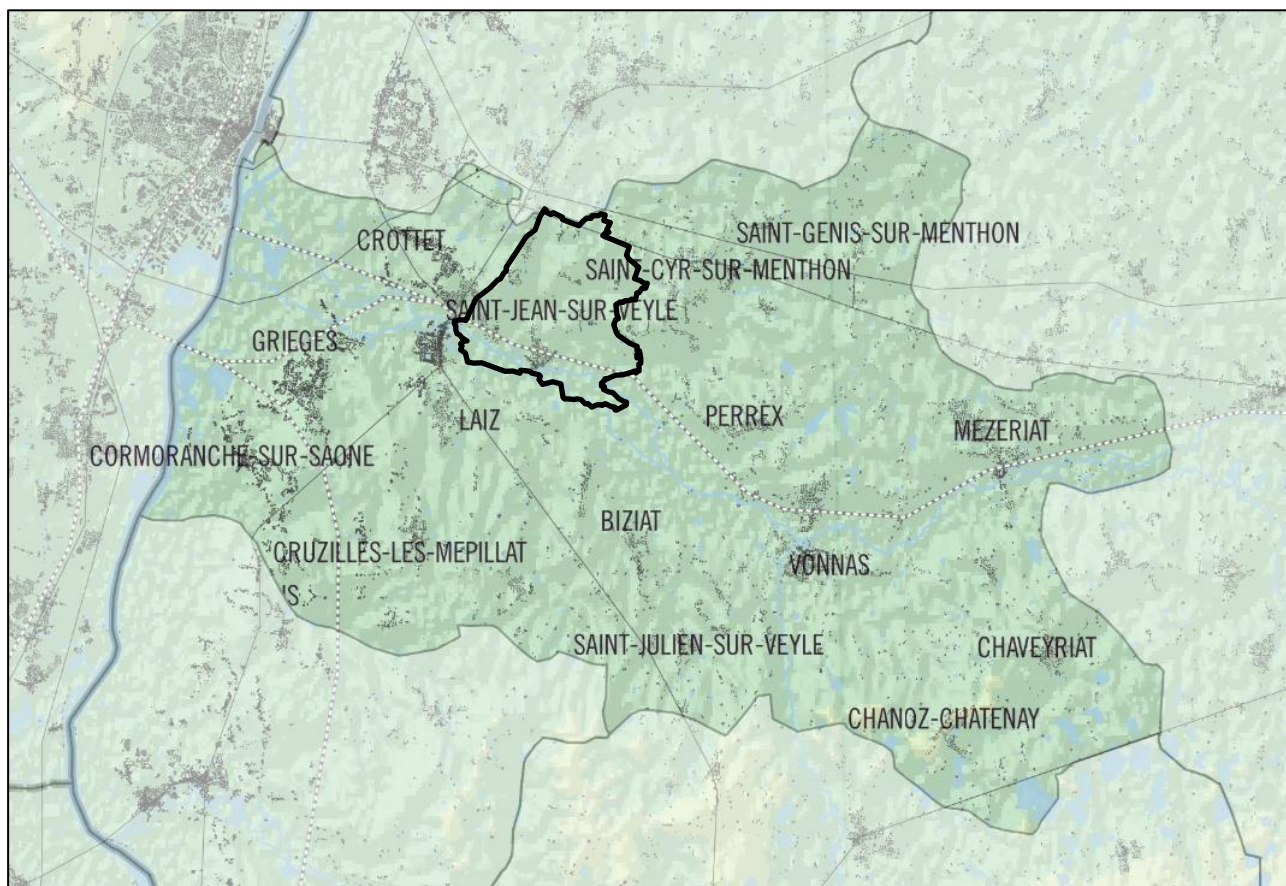 SAINT-GENIS-SUR-MENTHON
CROTTET
SAINT-CYR-SUR-MENTHON
SAINT-JEAN-SUR-VEYLE
GRIEGES
PERREX
LAIZ
MEZERIAT
CORMORANCHE-SUR-SAONE
BIZIAT
CRUZILLES-LES-MEPILLAT
VONNAS
IS
SAINT-JULIEN-SUR-VEYLE
CHAVEYRIAT
CHANOZ-CHATENAY